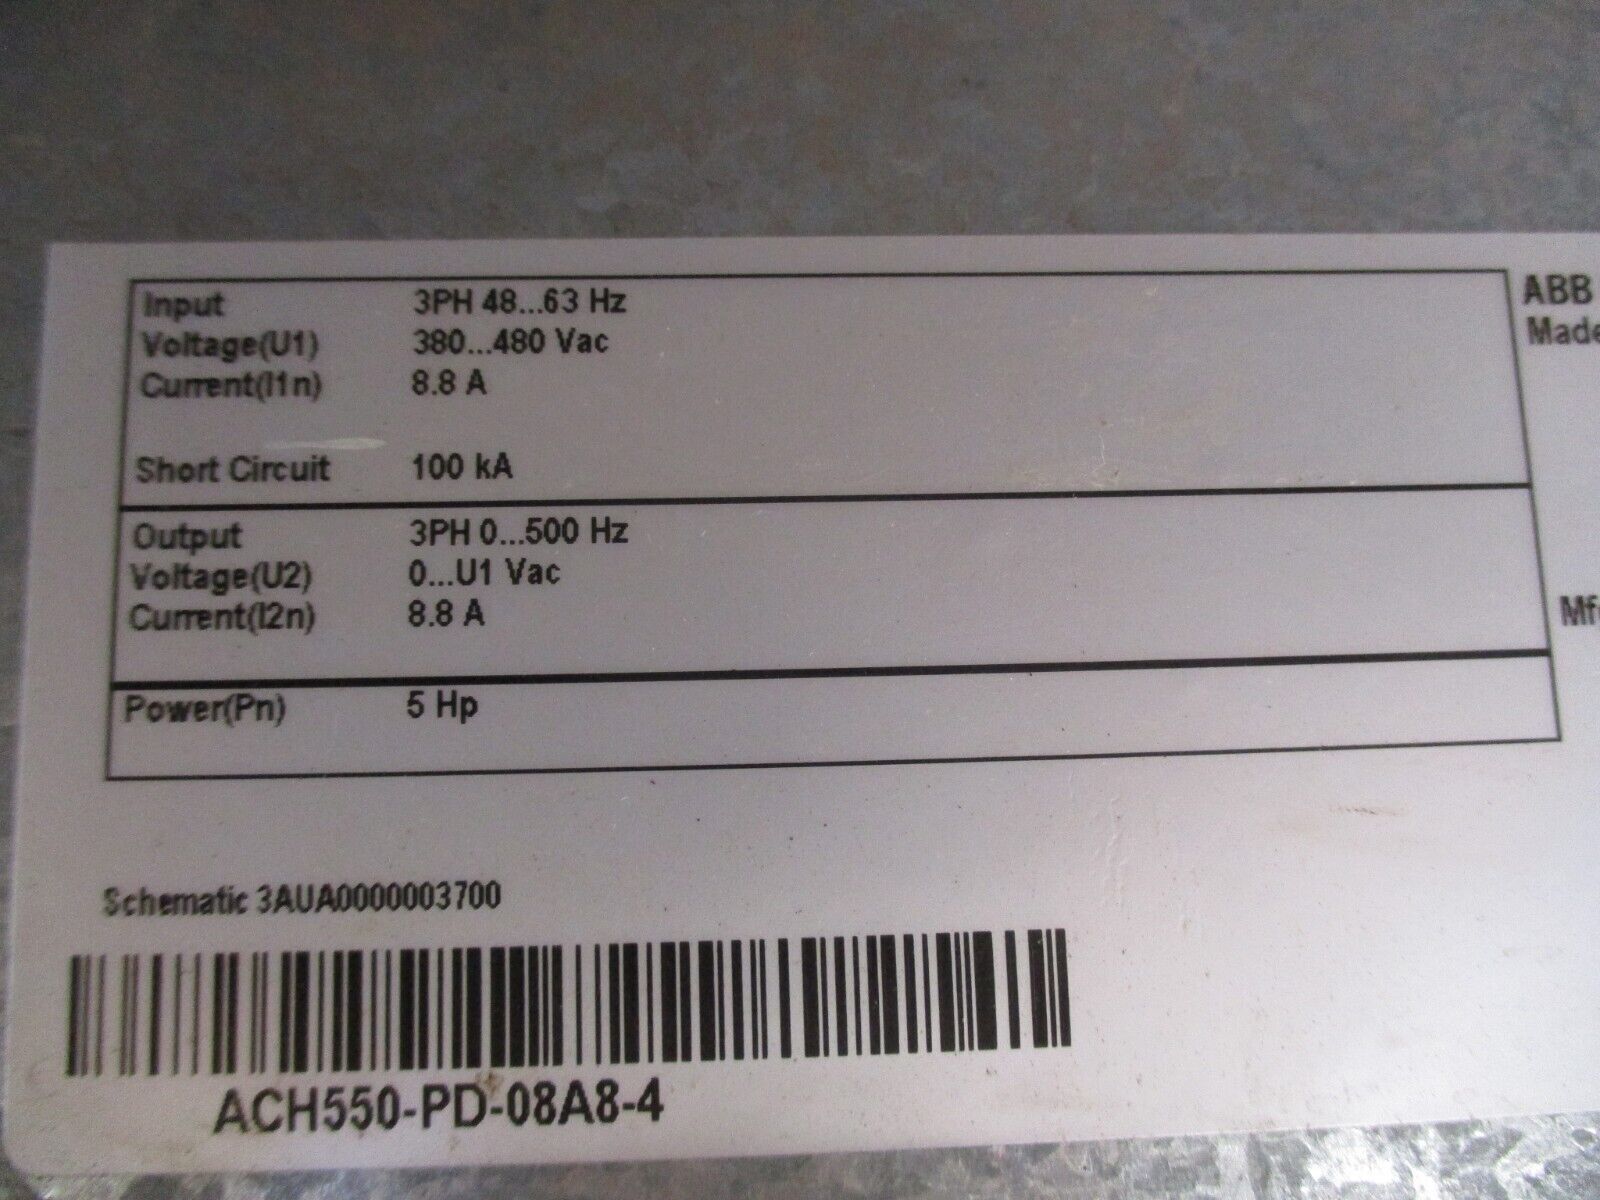 Input 3PH 48...63 Hz
Voltage(U1) 380...480 Vac
Current(I1n) 8.8 A
Short Circuit 100 kA
Output 3PH 0...500 Hz
Voltage(U2) 0...U1 Vac
Current(I2n) 8.8 A
Power(Pn) 5 Hp
ABB
Made
Schematic 3AUA0000003700
ACH550-PD-08A8-4